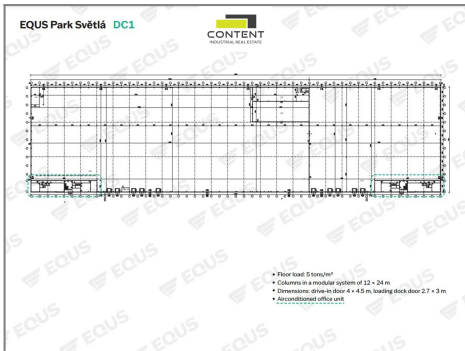 EQUS Park Světlá DC1
CONTENT
INDUSTRIAL REAL ESTATE
• Floor load: 5 tons/m²
• Columns in a modular system of 12 × 24 m
• Dimensions: drive-in door 4 × 4.5 m, loading dock door 2.7 × 3 m
• Airconditioned office unit
EQUS